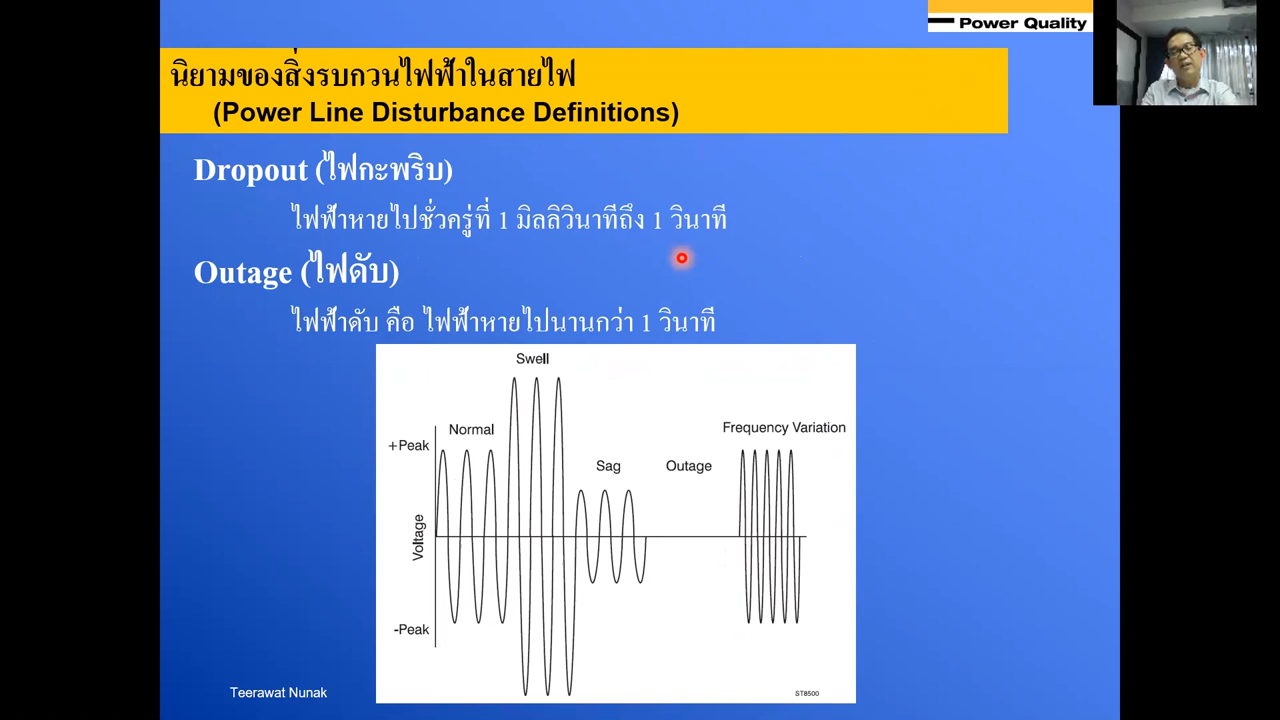 Power Quality
นิยามของสิ่งรบกวนไฟฟ้าในสายไฟ
(Power Line Disturbance Definitions)
Dropout (ไฟกะพริบ)
ไฟฟ้าหายไปชั่วครู่ที่ 1 มิลลิวินาทีถึง 1 วินาที
Outage (ไฟดับ)
ไฟฟ้าดับ คือ ไฟฟ้าหายไปนานกว่า 1 วินาที
Swell
Normal
Frequency Variation
+Peak
Sag
Outage
Voltage
-Peak
Teerawat Nunak
ST8500